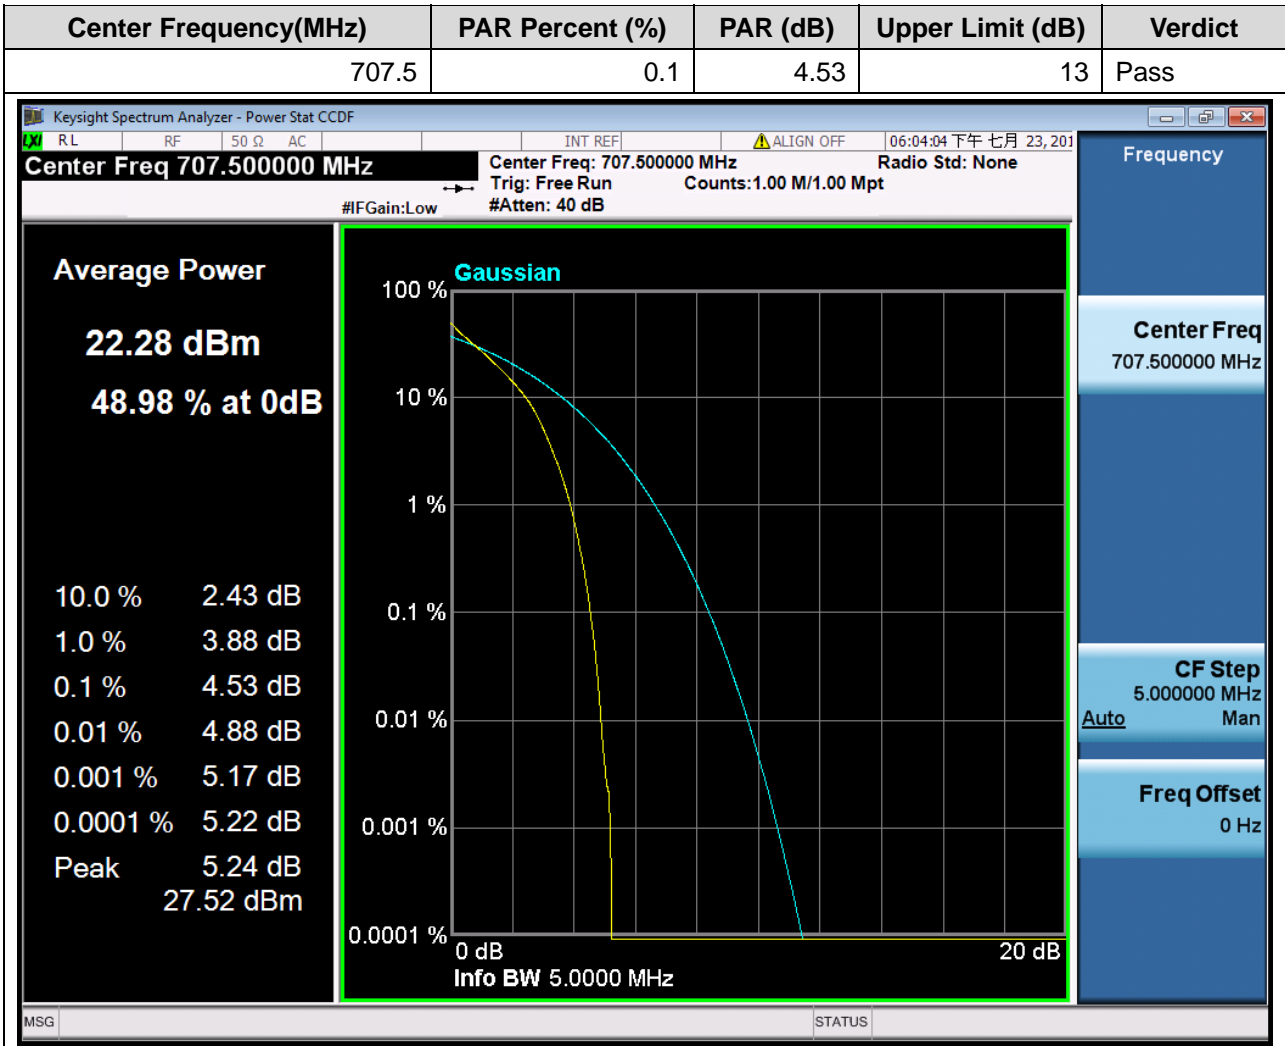 Center Frequency(MHz) PAR Percent (%) PAR (dB) Upper Limit (dB) Verdict
707.5 0.1 4.53 13 Pass
Keysight Spectrum Analyzer - Power Stat CCDF
LXI RL RF 50 Ω AC INT REF ALIGN OFF 06:04:04 下午 七月 23, 201
Center Freq 707.500000 MHz
Center Freq: 707.500000 MHz Radio Std: None
Trig: Free Run Counts:1.00 M/1.00 Mpt
#IFGain:Low #Atten: 40 dB
Average Power
22.28 dBm
48.98 % at 0dB
10.0 % 2.43 dB
1.0 % 3.88 dB
0.1 % 4.53 dB
0.01 % 4.88 dB
0.001 % 5.17 dB
0.0001 % 5.22 dB
Peak 5.24 dB
27.52 dBm
Gaussian
100 %
10 %
1 %
0.1 %
0.01 %
0.001 %
0.0001 %
0 dB 20 dB
Info BW 5.0000 MHz
Frequency
Center Freq
707.500000 MHz
CF Step
5.000000 MHz
Auto Man
Freq Offset
0 Hz
MSG STATUS